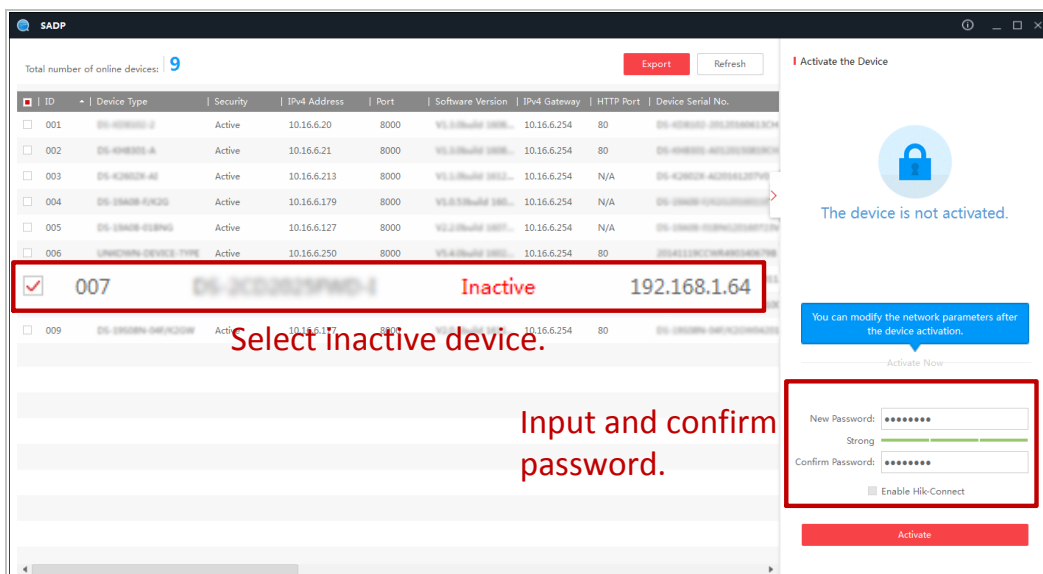 SADP
Total number of online devices: 9
Export
Refresh
ID Device Type Security IPv4 Address Port Software Version IPv4 Gateway HTTP Port Device Serial No.
001 Active 10.16.6.20 8000 10.16.6.254 80
002 Active 10.16.6.21 8000 10.16.6.254 80
003 Active 10.16.6.213 8000 10.16.6.254 N/A
004 Active 10.16.6.179 8000 10.16.6.254 N/A
005 Active 10.16.6.127 8000 10.16.6.254 N/A
006 Active 10.16.6.250 8000 10.16.6.254 80
007 Inactive 192.168.1.64
009 Active 8000 10.16.6.254 80
Select inactive device.
Input and confirm
password.
Activate the Device
The device is not activated.
You can modify the network parameters after
the device activation.
Activate Now
New Password: ●●●●●●●●
Strong
Confirm Password: ●●●●●●●●
Enable Hik-Connect
Activate